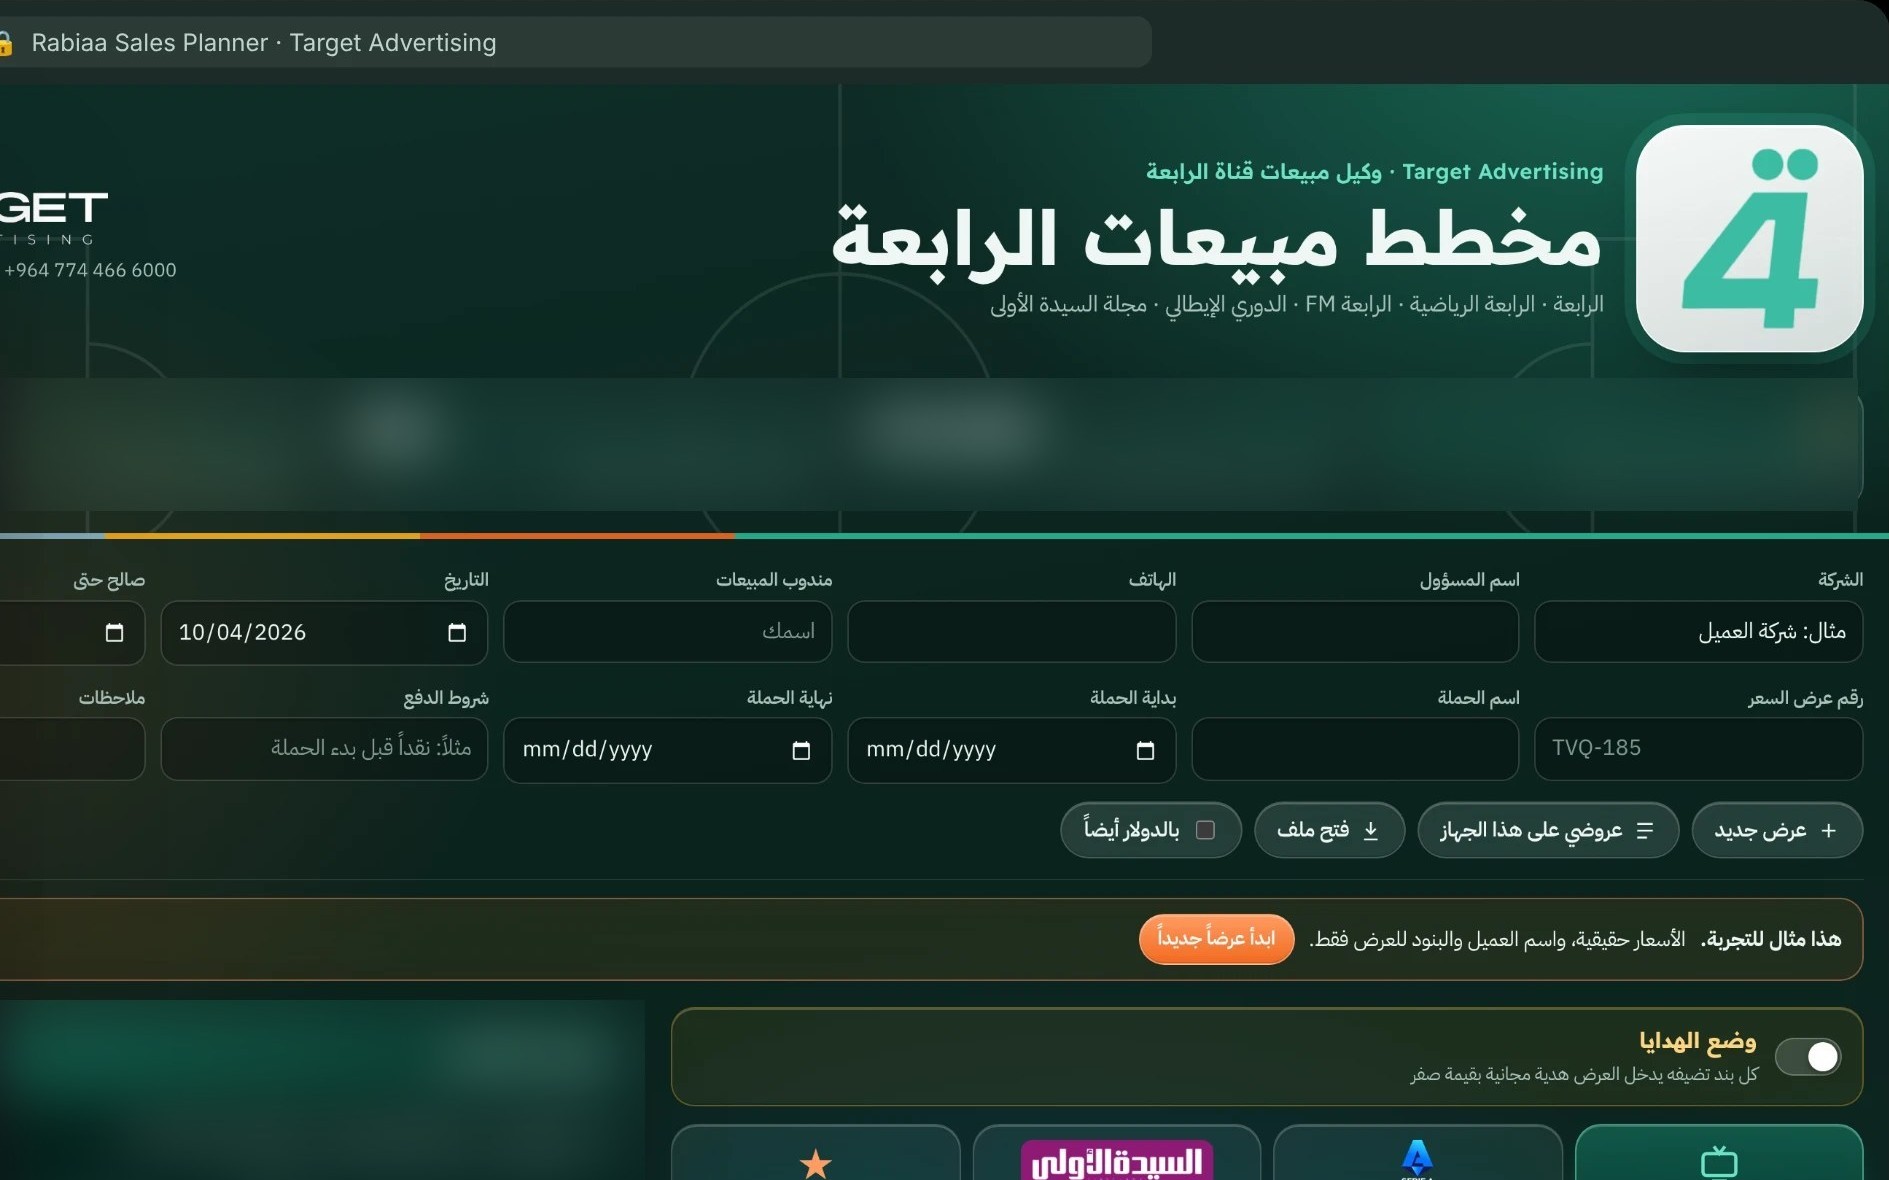 Rabiaa Sales Planner · Target Advertising
Target Advertising · وكيل مبيعات قناة الرابعة
مخطط مبيعات الرابعة
الرابعة · الرابعة الرياضية · الرابعة FM · الدوري الإيطالي · مجلة السيدة الأولى
GET
TISING
+964 774 466 6000
الشركة
اسم المسؤول
الهاتف
مندوب المبيعات
التاريخ
صالح حتى
مثال: شركة العميل
اسمك
10/04/2026
رقم عرض السعر
اسم الحملة
بداية الحملة
نهاية الحملة
شروط الدفع
ملاحظات
TVQ-185
mm/dd/yyyy
mm/dd/yyyy
مثلاً: نقداً قبل بدء الحملة
+ عرض جديد
عروضي على هذا الجهاز
فتح ملف
بالدولار أيضاً
هذا مثال للتجربة. الأسعار حقيقية، واسم العميل والبنود للعرض فقط.
ابدأ عرضاً جديداً
وضع الهدايا
كل بند تضيفه يدخل العرض هدية مجانية بقيمة صفر
السيدة الأولى